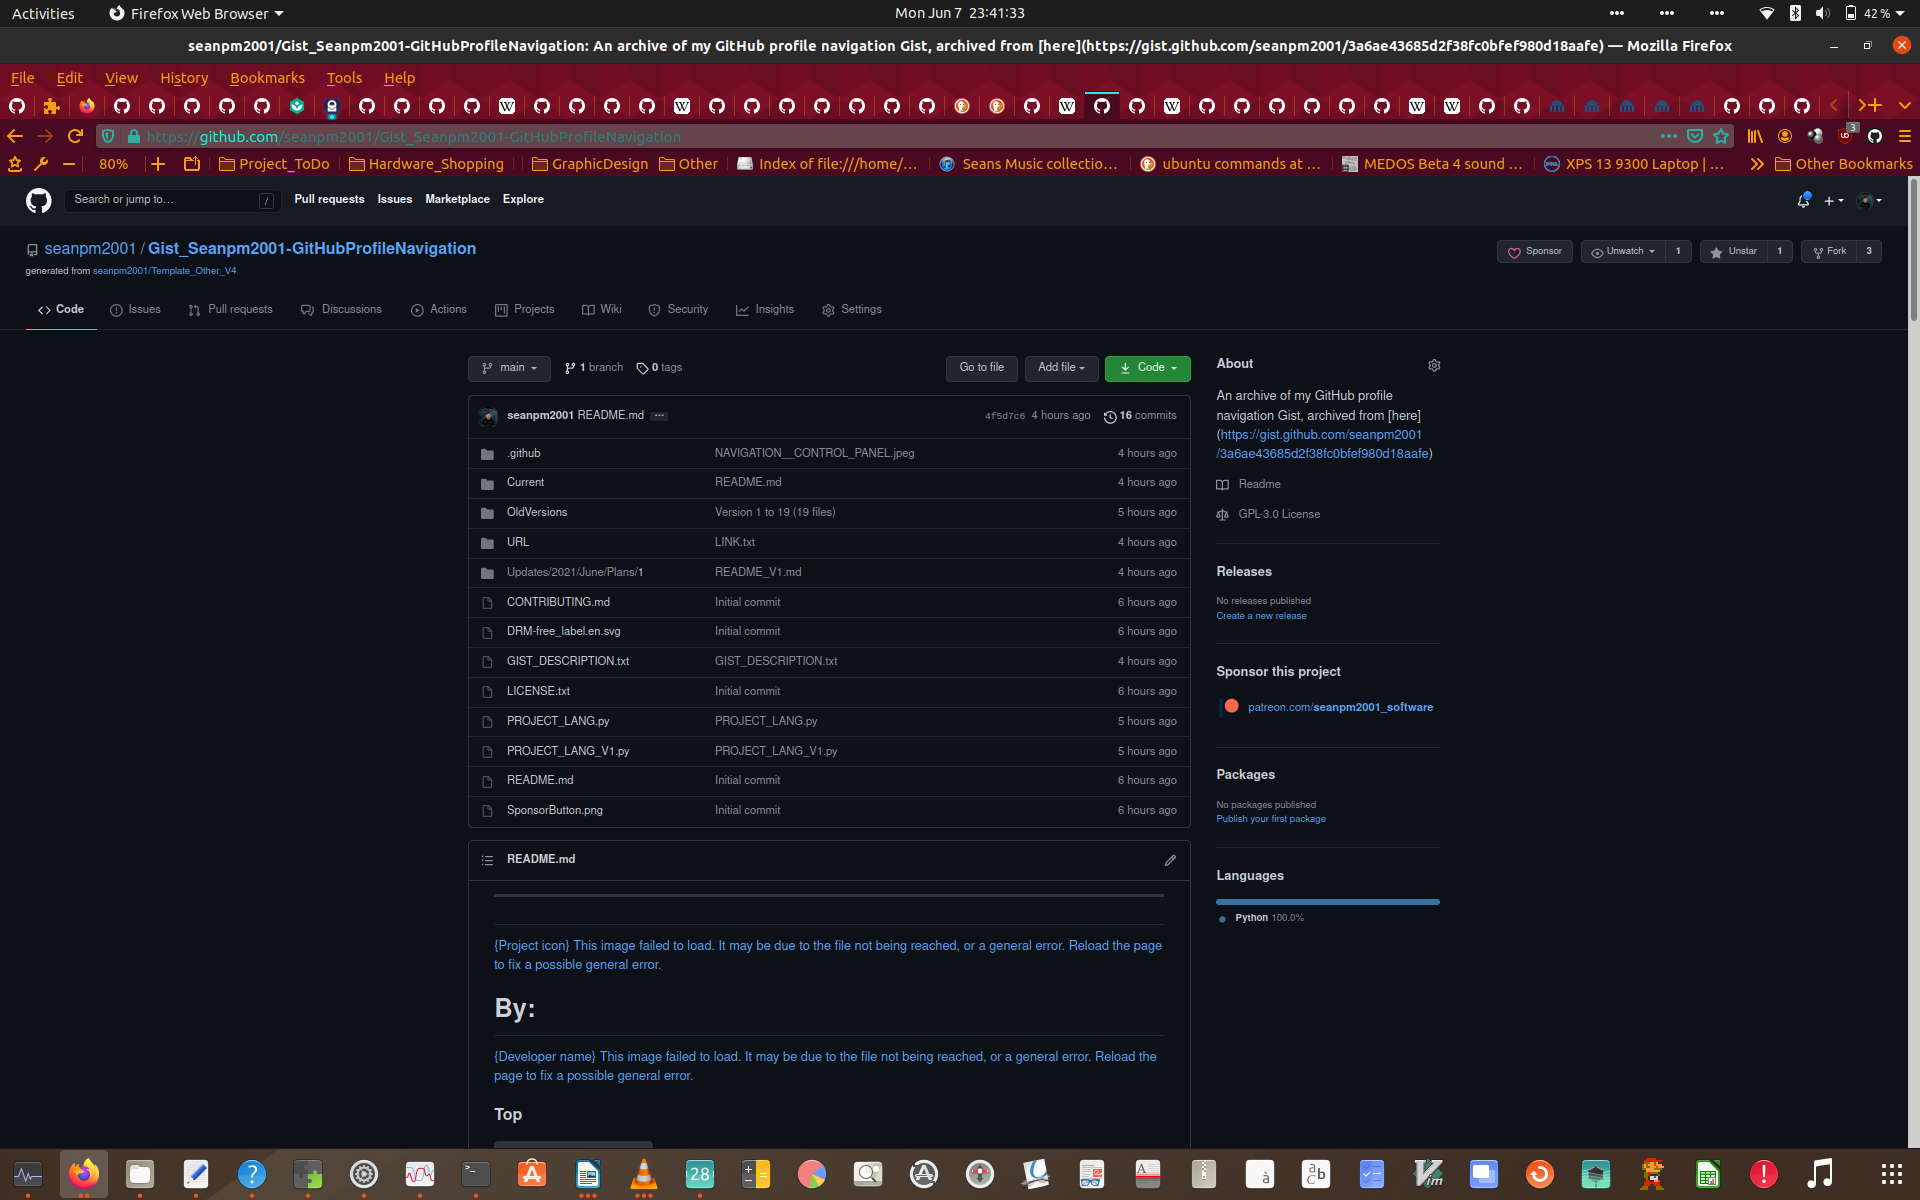 Activities
Firefox Web Browser
Mon Jun 7 23:41:33
42 %
seanpm2001/Gist_Seanpm2001-GitHubProfileNavigation: An archive of my GitHub profile navigation Gist, archived from [here](https://gist.github.com/seanpm2001/3a6ae43685d2f38fc0bfef980d18aafe) — Mozilla Firefox
File Edit View History Bookmarks Tools Help
https://github.com/seanpm2001/Gist_Seanpm2001-GitHubProfileNavigation
3
80%
Project_ToDo
Hardware_Shopping
GraphicDesign
Other
Index of file:///home/...
Seans Music collectio...
ubuntu commands at ...
MEDOS Beta 4 sound ...
XPS 13 9300 Laptop | ...
Other Bookmarks
Search or jump to...
/
Pull requests Issues Marketplace Explore
seanpm2001 / Gist_Seanpm2001-GitHubProfileNavigation
generated from seanpm2001/Template_Other_V4
Sponsor
Unwatch 1
Unstar 1
Fork 3
Code Issues Pull requests Discussions Actions Projects Wiki Security Insights Settings
main
1 branch
0 tags
Go to file
Add file
Code
seanpm2001 README.md ...
4f5d7c6 4 hours ago 16 commits
.github NAVIGATION__CONTROL_PANEL.jpeg 4 hours ago
Current README.md 4 hours ago
OldVersions Version 1 to 19 (19 files) 5 hours ago
URL LINK.txt 4 hours ago
Updates/2021/June/Plans/1 README_V1.md 4 hours ago
CONTRIBUTING.md Initial commit 6 hours ago
DRM-free_label.en.svg Initial commit 6 hours ago
GIST_DESCRIPTION.txt GIST_DESCRIPTION.txt 4 hours ago
LICENSE.txt Initial commit 6 hours ago
PROJECT_LANG.py PROJECT_LANG.py 5 hours ago
PROJECT_LANG_V1.py PROJECT_LANG_V1.py 5 hours ago
README.md Initial commit 6 hours ago
SponsorButton.png Initial commit 6 hours ago
README.md
{Project icon} This image failed to load. It may be due to the file not being reached, or a general error. Reload the page
to fix a possible general error.
By:
{Developer name} This image failed to load. It may be due to the file not being reached, or a general error. Reload the
page to fix a possible general error.
Top
About
An archive of my GitHub profile
navigation Gist, archived from [here]
(https://gist.github.com/seanpm2001
/3a6ae43685d2f38fc0bfef980d18aafe)
Readme
GPL-3.0 License
Releases
No releases published
Create a new release
Sponsor this project
patreon.com/seanpm2001_software
Packages
No packages published
Publish your first package
Languages
Python 100.0%
28